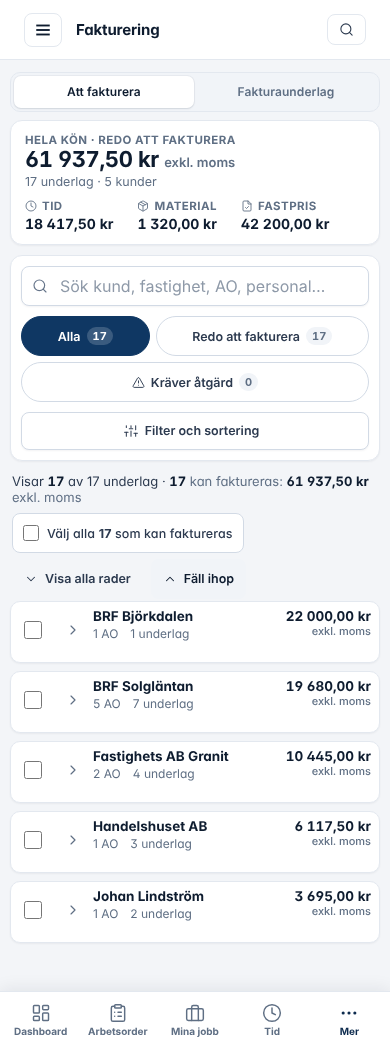 Fakturering
Att fakturera
Fakturaunderlag
HELA KÖN · REDO ATT FAKTURERA
61 937,50 kr exkl. moms
17 underlag · 5 kunder
TID
MATERIAL
FASTPRIS
18 417,50 kr
1 320,00 kr
42 200,00 kr
Sök kund, fastighet, AO, personal...
Alla 17
Redo att fakturera 17
Kräver åtgärd 0
Filter och sortering
Visar 17 av 17 underlag · 17 kan faktureras: 61 937,50 kr
exkl. moms
Välj alla 17 som kan faktureras
Visa alla rader
Fäll ihop
BRF Björkdalen
22 000,00 kr
1 AO 1 underlag
exkl. moms
BRF Solgläntan
19 680,00 kr
5 AO 7 underlag
exkl. moms
Fastighets AB Granit
10 445,00 kr
2 AO 4 underlag
exkl. moms
Handelshuset AB
6 117,50 kr
1 AO 3 underlag
exkl. moms
Johan Lindström
3 695,00 kr
1 AO 2 underlag
exkl. moms
Dashboard
Arbetsorder
Mina jobb
Tid
Mer